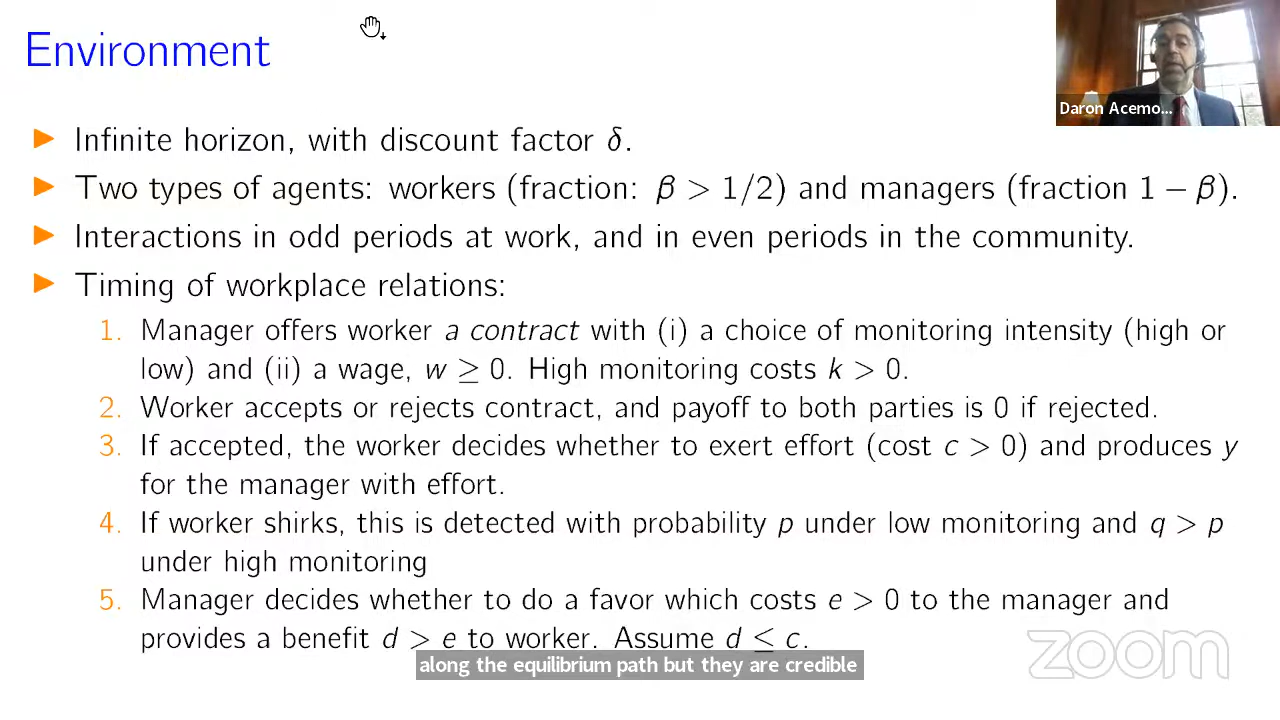 Environment
Daron Acemo...
▶ Infinite horizon, with discount factor δ.
▶ Two types of agents: workers (fraction: β > 1/2) and managers (fraction 1 − β).
▶ Interactions in odd periods at work, and in even periods in the community.
▶ Timing of workplace relations:
1. Manager offers worker a contract with (i) a choice of monitoring intensity (high or
low) and (ii) a wage, w ≥ 0. High monitoring costs k > 0.
2. Worker accepts or rejects contract, and payoff to both parties is 0 if rejected.
3. If accepted, the worker decides whether to exert effort (cost c > 0) and produces y
for the manager with effort.
4. If worker shirks, this is detected with probability p under low monitoring and q > p
under high monitoring
5. Manager decides whether to do a favor which costs e > 0 to the manager and
provides a benefit d > e to worker. Assume d ≤ c.
along the equilibrium path but they are credible
zoom